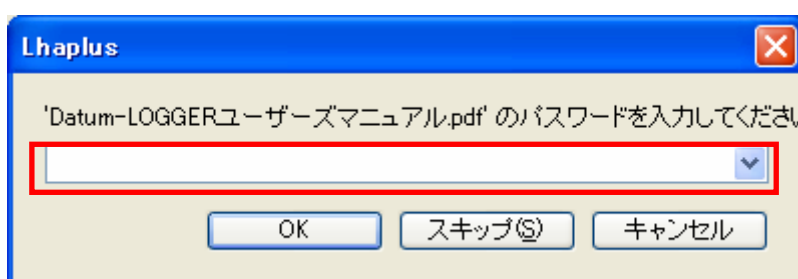 Lhaplus
'Datum-LOGGERユーザーズマニュアル.pdf' のパスワードを入力してくださ
OK
スキップ(S)
キャンセル